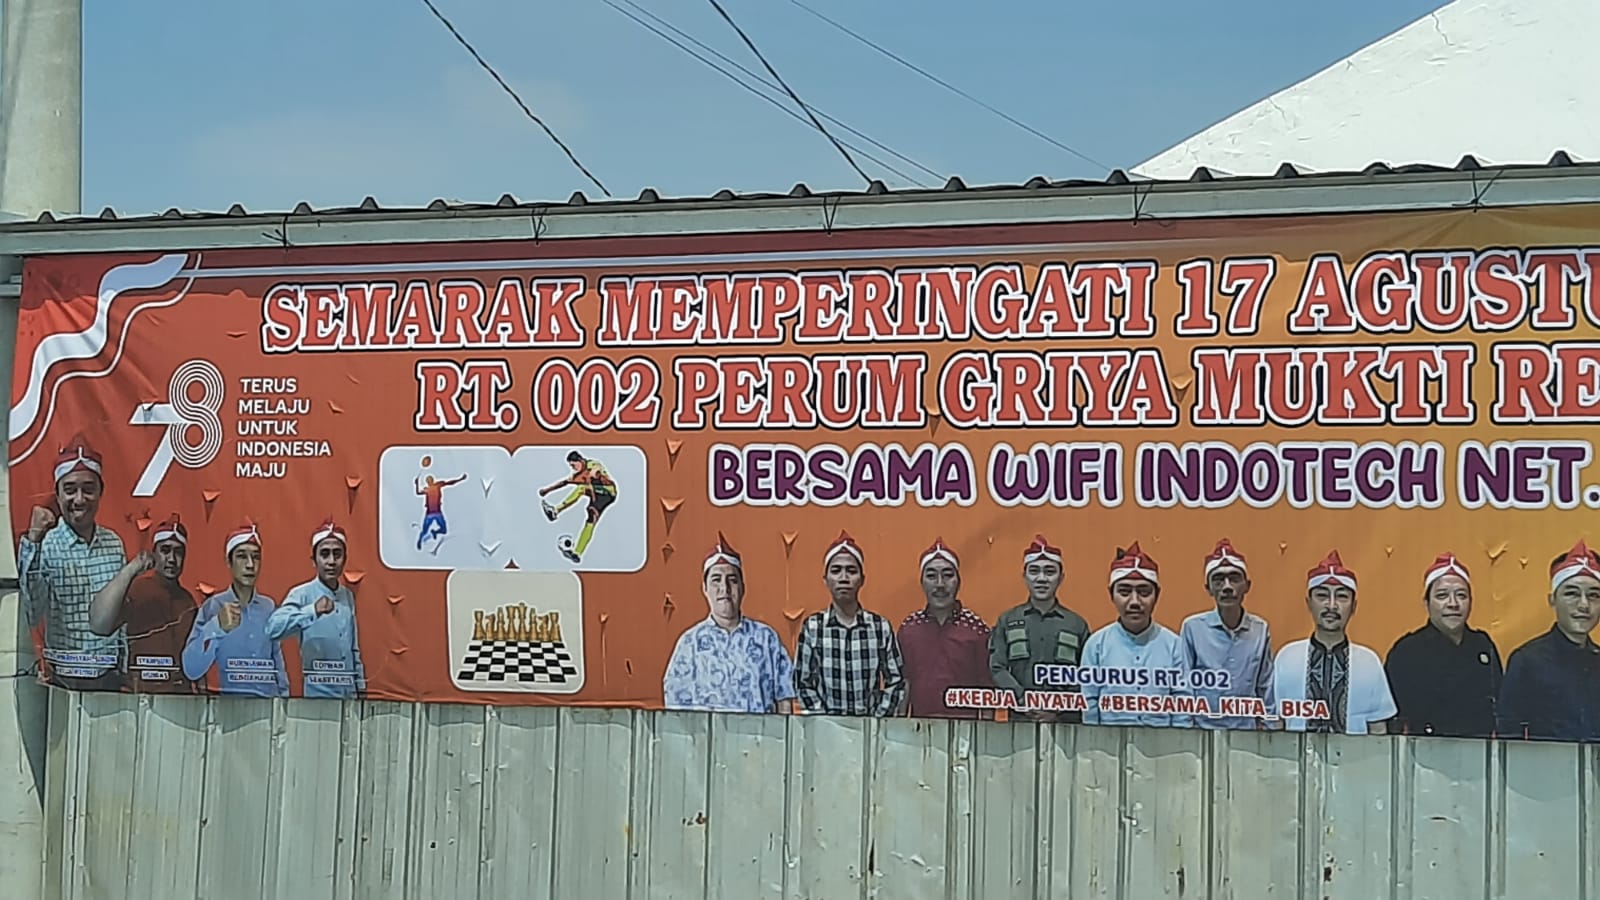 SEMARAK MEMPERINGATI 17 AGUSTU
RT. 002 PERUM GRIYA MUKTI RE
BERSAMA WIFI INDOTECH NET.
78
TERUS
MELAJU
UNTUK
INDONESIA
MAJU
SEKRETARIS
BENDAHARA
HUMAS
PENGURUS RT. 002
#KERJA_NYATA #BERSAMA_KITA_BISA